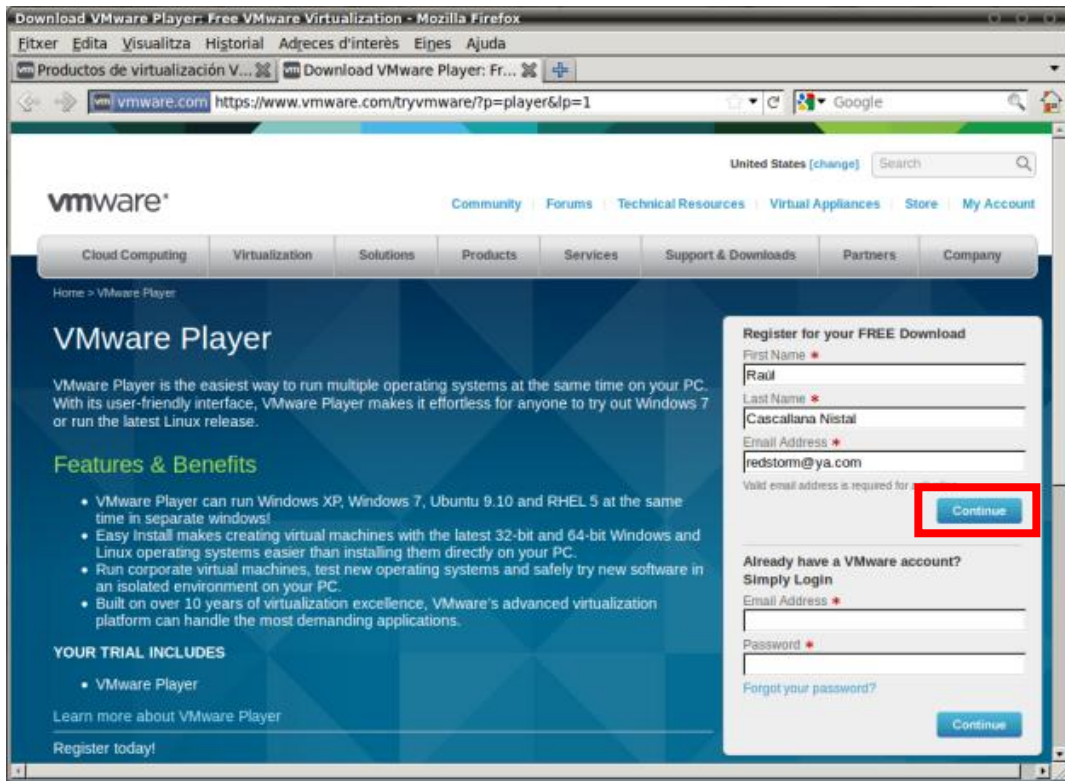 Download VMware Player: Free VMware Virtualization - Mozilla Firefox
Fitxer Edita Visualitza Historial Adreces d'interès Eines Ajuda
Productos de virtualización V... Download VMware Player: Fr...
vmware.com https://www.vmware.com/tryvmware/?p=player&lp=1 Google
United States [change] Search
vmware
Community Forums Technical Resources Virtual Appliances Store My Account
Cloud Computing Virtualization Solutions Products Services Support & Downloads Partners Company
Home > VMware Player
VMware Player
VMware Player is the easiest way to run multiple operating systems at the same time on your PC.
With its user-friendly interface, VMware Player makes it effortless for anyone to try out Windows 7
or run the latest Linux release.
Features & Benefits
• VMware Player can run Windows XP, Windows 7, Ubuntu 9.10 and RHEL 5 at the same
time in separate windows!
• Easy Install makes creating virtual machines with the latest 32-bit and 64-bit Windows and
Linux operating systems easier than installing them directly on your PC.
• Run corporate virtual machines, test new operating systems and safely try new software in
an isolated environment on your PC.
• Built on over 10 years of virtualization excellence, VMware's advanced virtualization
platform can handle the most demanding applications.
YOUR TRIAL INCLUDES
• VMware Player
Learn more about VMware Player
Register today!
Register for your FREE Download
First Name *
Raúl
Last Name *
Cascallana Nistal
Email Address *
redstorm@ya.com
Valid email address is required for
Continue
Already have a VMware account?
Simply Login
Email Address *
Password *
Forgot your password?
Continue